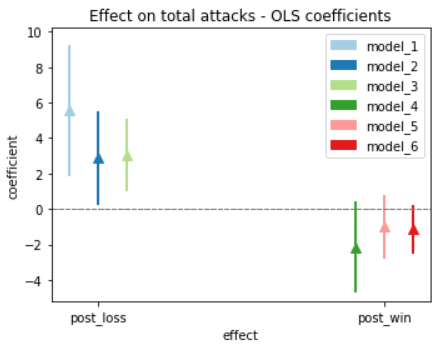 Effect on total attacks - OLS coefficients
10
8
6
4
2
0
−2
−4
coefficient
model_1
model_2
model_3
model_4
model_5
model_6
post_loss
post_win
effect